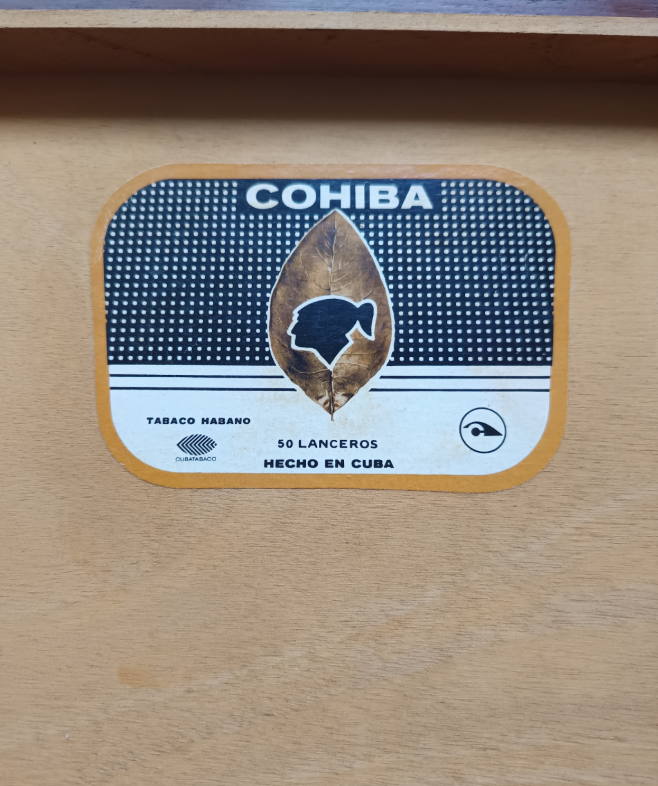 COHIBA
TABACO HABANO
CUBATABACO
50 LANCEROS
HECHO EN CUBA